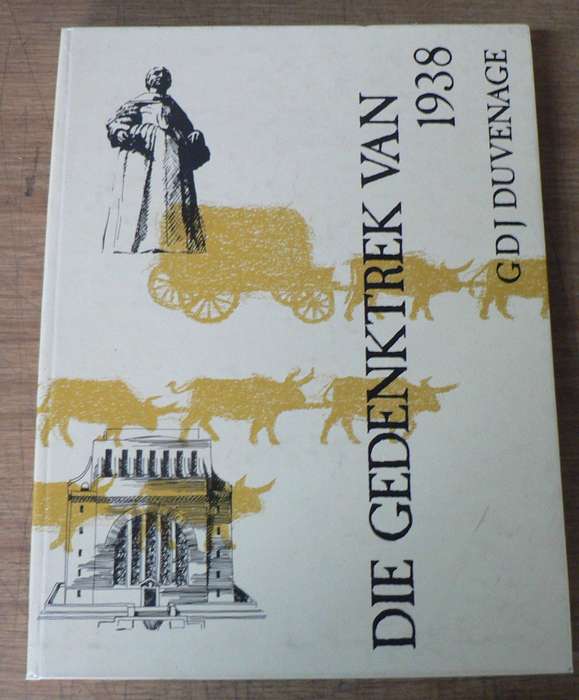 DIE GEDENKTREK VAN
1938
G D J DUVENAGE